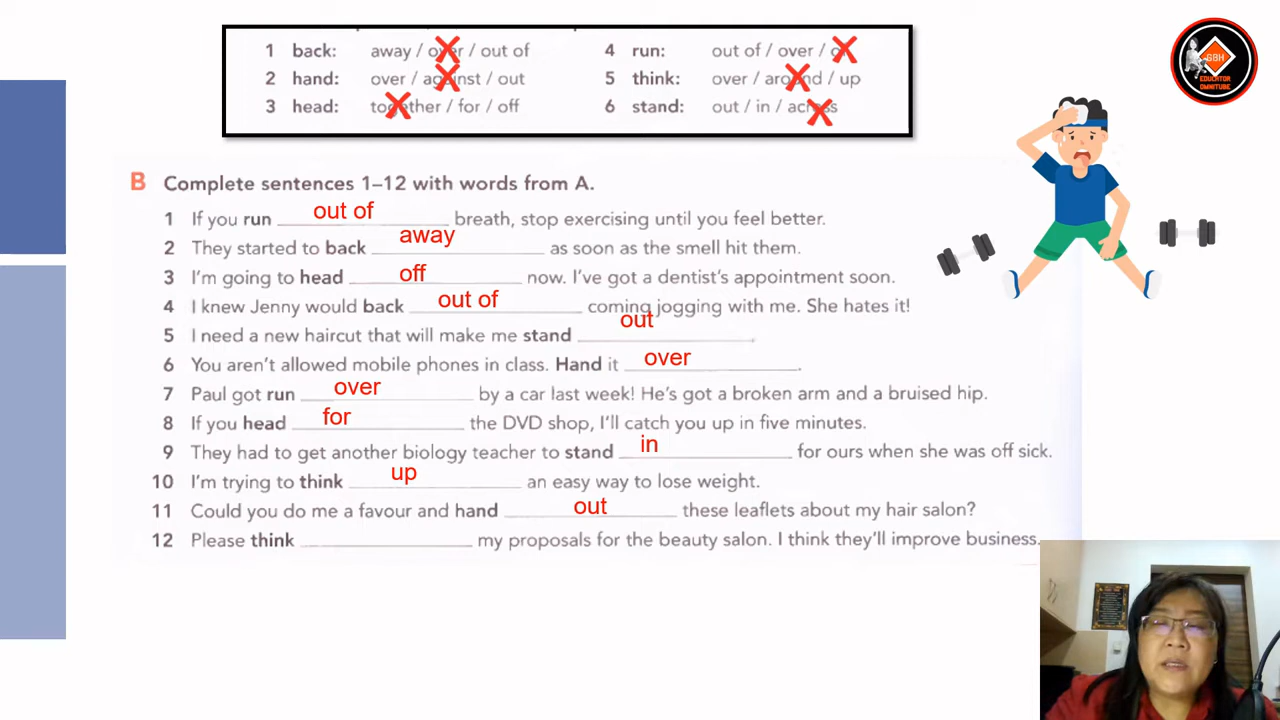 1 back: away / over / out of
2 hand: over / against / out
3 head: together / for / off
4 run: out of / over /
5 think: over / around / up
6 stand: out / in / across
GBH
EDUCATOR
OMNITUBE
B Complete sentences 1–12 with words from A.
1 If you run out of breath, stop exercising until you feel better.
2 They started to back away as soon as the smell hit them.
3 I'm going to head off now. I've got a dentist's appointment soon.
4 I knew Jenny would back out of coming jogging with me. She hates it!
5 I need a new haircut that will make me stand out.
6 You aren't allowed mobile phones in class. Hand it over.
7 Paul got run over by a car last week! He's got a broken arm and a bruised hip.
8 If you head for the DVD shop, I'll catch you up in five minutes.
9 They had to get another biology teacher to stand in for ours when she was off sick.
10 I'm trying to think up an easy way to lose weight.
11 Could you do me a favour and hand out these leaflets about my hair salon?
12 Please think my proposals for the beauty salon. I think they'll improve business.